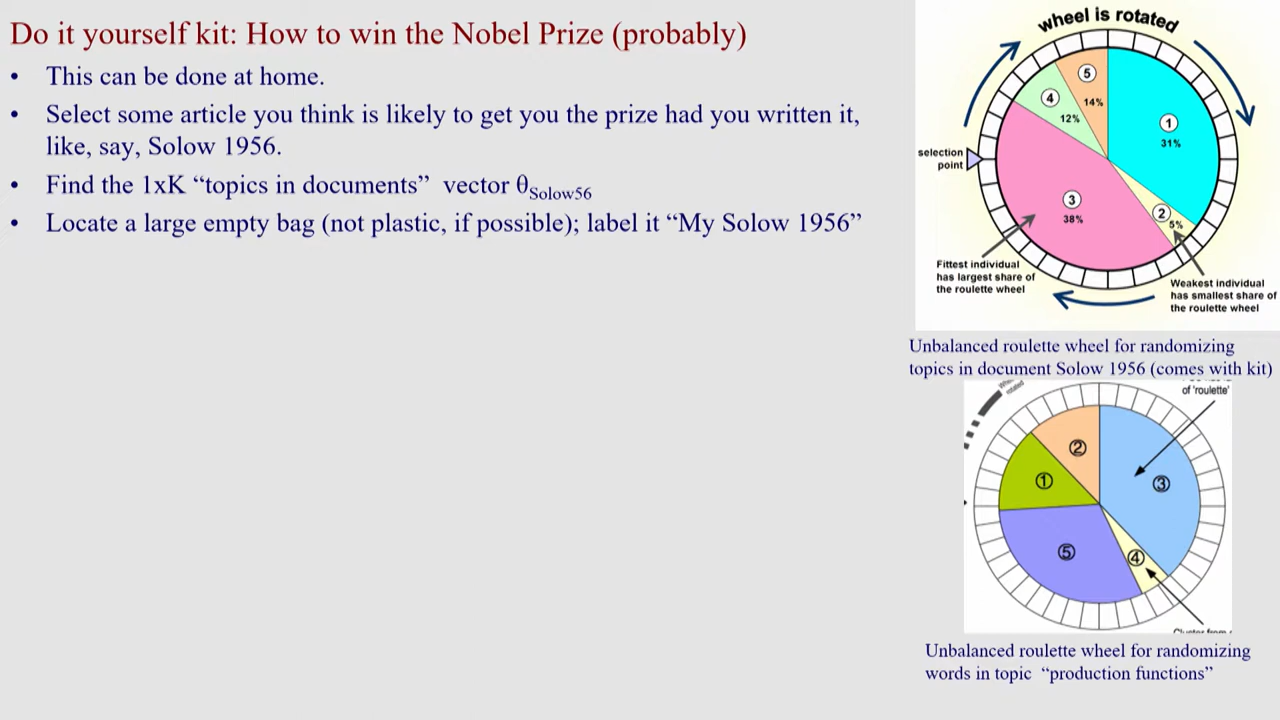 Do it yourself kit: How to win the Nobel Prize (probably)
• This can be done at home.
• Select some article you think is likely to get you the prize had you written it,
like, say, Solow 1956.
• Find the 1xK “topics in documents” vector θSolow56
• Locate a large empty bag (not plastic, if possible); label it “My Solow 1956”
wheel is rotated
5
14%
4
12%
1
31%
selection
point
3
38%
2
5%
Fittest individual
has largest share of
the roulette wheel
Weakest individual
has smallest share of
the roulette wheel
Unbalanced roulette wheel for randomizing
topics in document Solow 1956 (comes with kit)
rotated
of 'roulette'
2
1
3
5
4
Unbalanced roulette wheel for randomizing
words in topic “production functions”